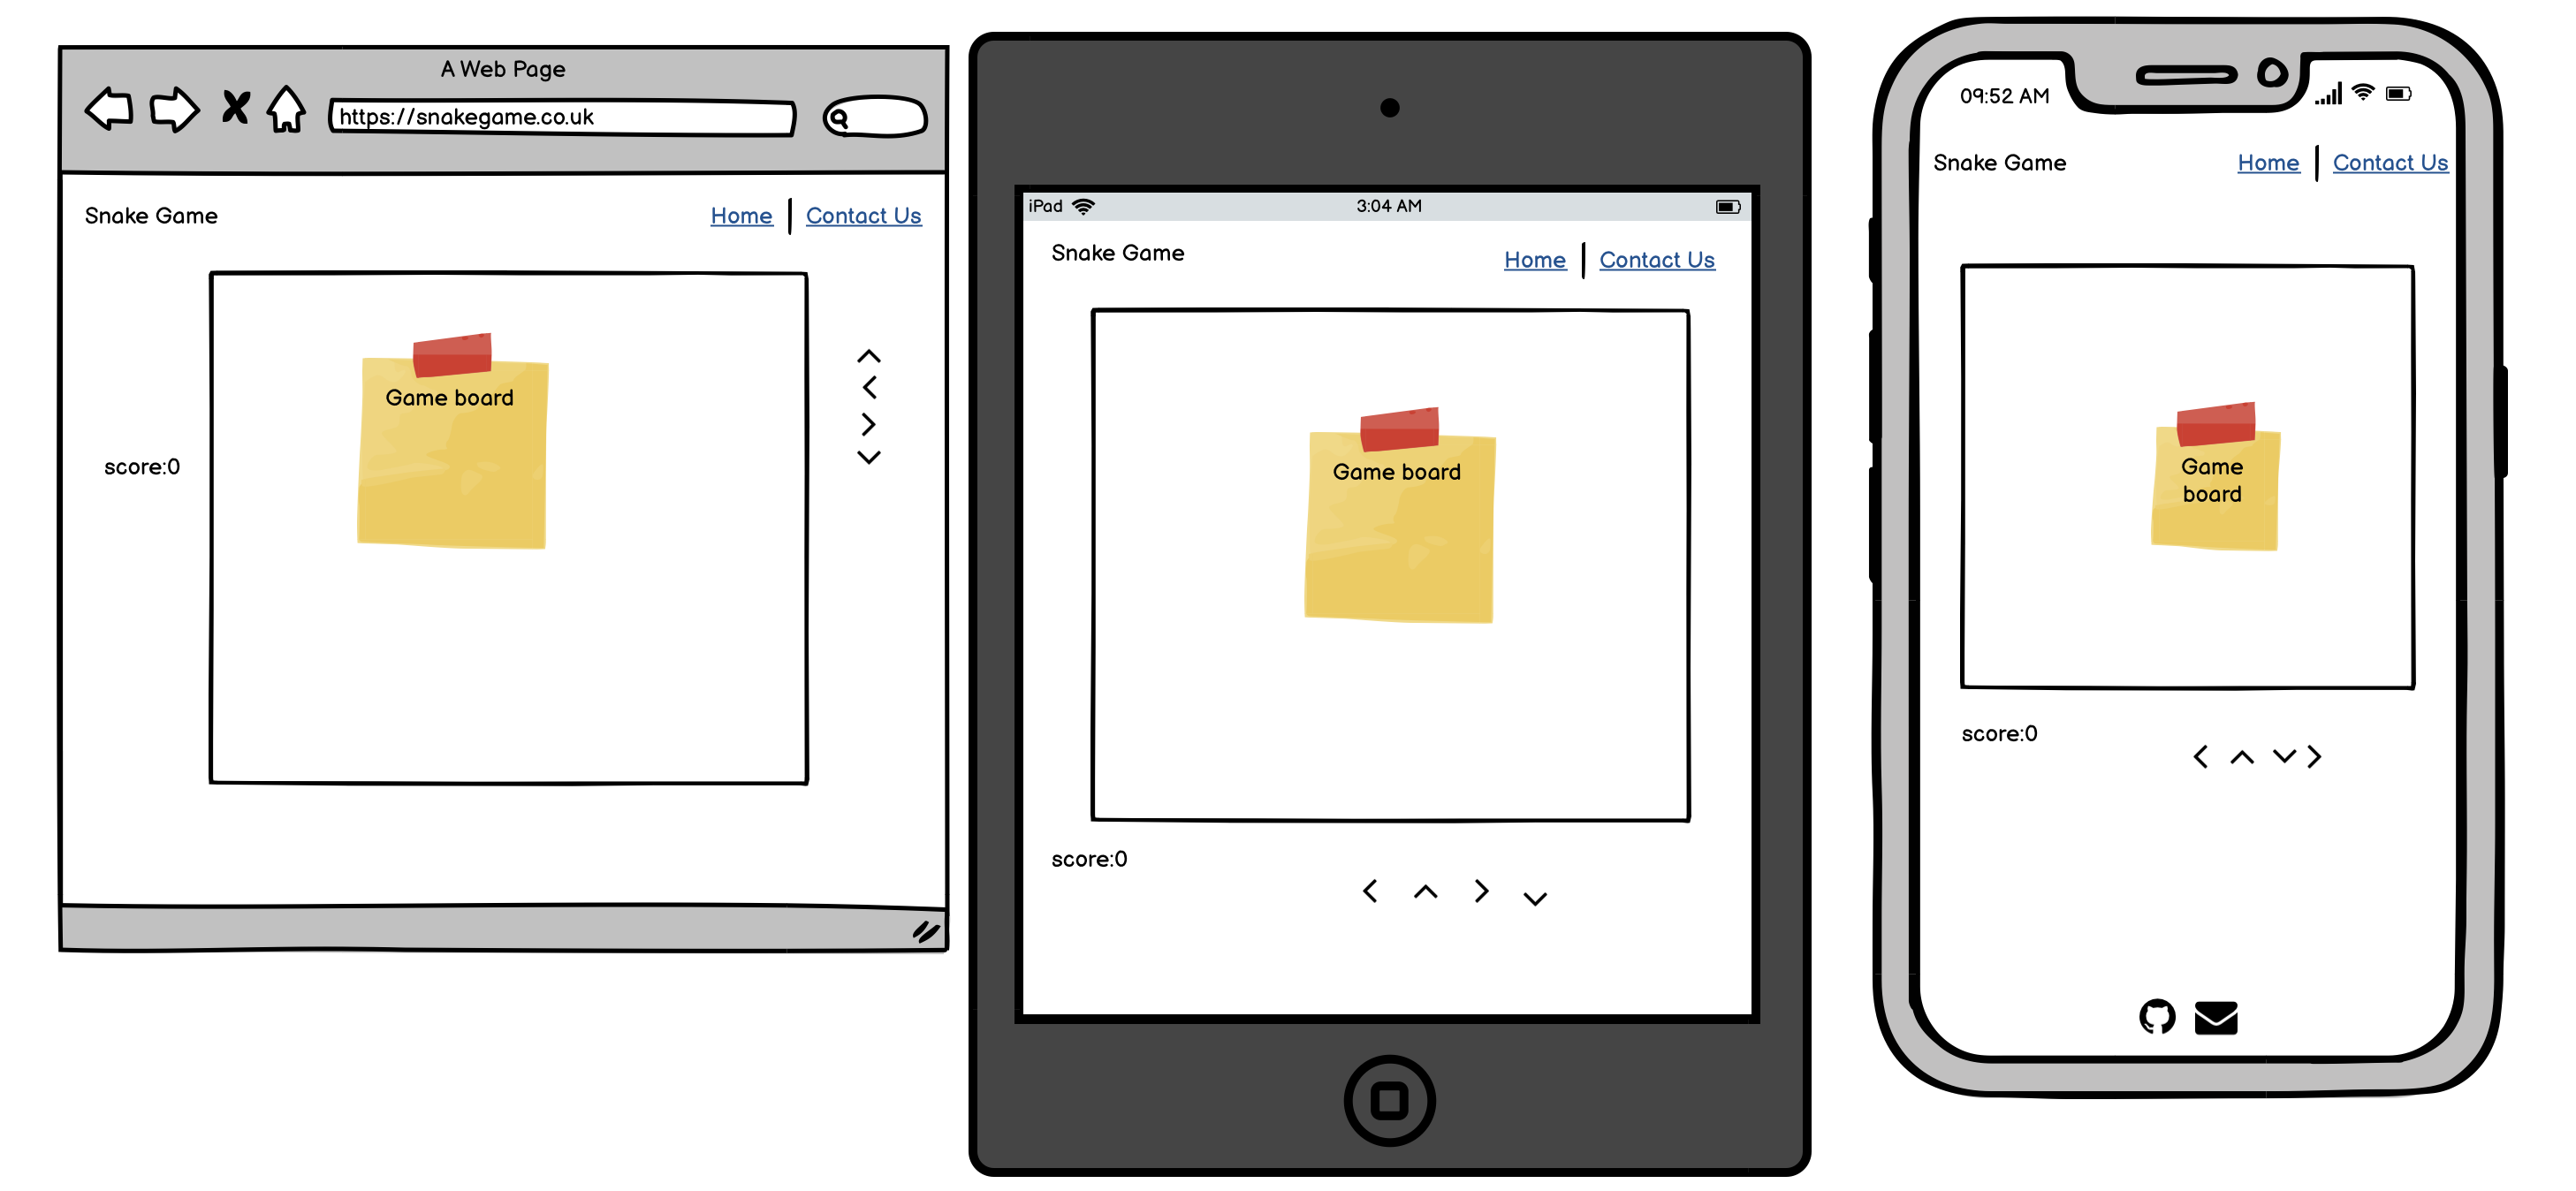 A Web Page
https://snakegame.co.uk
Snake Game
Home
Contact Us
Game board
score:0
iPad
3:04 AM
Snake Game
Home
Contact Us
Game board
score:0
09:52 AM
Snake Game
Home
Contact Us
Game
board
score:0